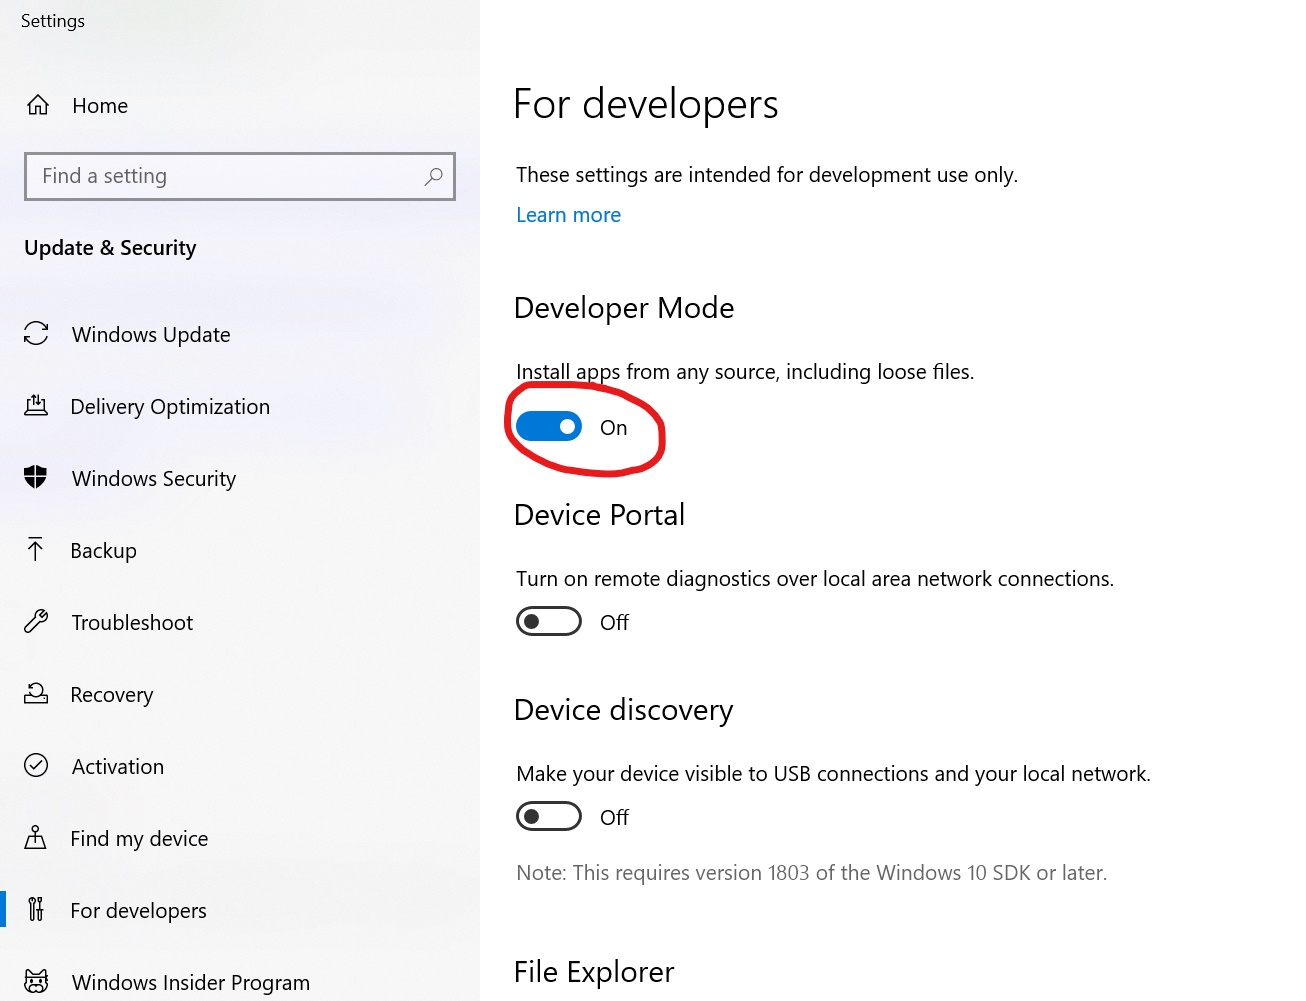 Settings
Home
Find a setting
Update & Security
Windows Update
Delivery Optimization
Windows Security
Backup
Troubleshoot
Recovery
Activation
Find my device
For developers
Windows Insider Program
For developers
These settings are intended for development use only.
Learn more
Developer Mode
Install apps from any source, including loose files.
On
Device Portal
Turn on remote diagnostics over local area network connections.
Off
Device discovery
Make your device visible to USB connections and your local network.
Off
Note: This requires version 1803 of the Windows 10 SDK or later.
File Explorer